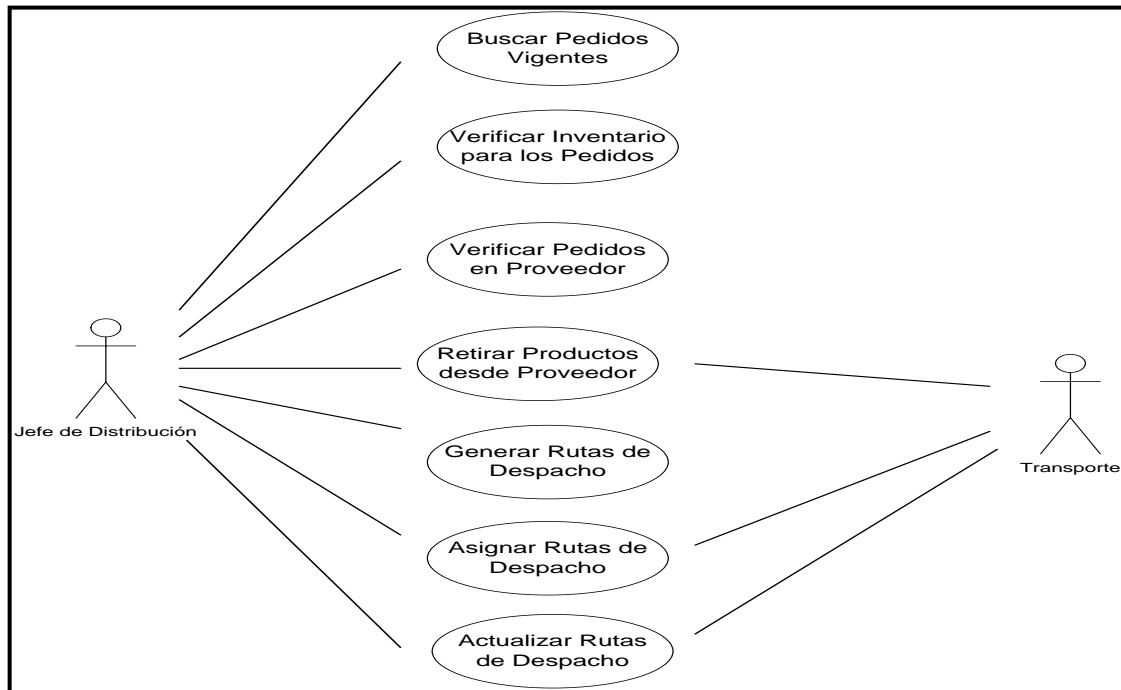 Buscar Pedidos
Vigentes
Verificar Inventario
para los Pedidos
Verificar Pedidos
en Proveedor
Retirar Productos
desde Proveedor
Jefe de Distribución
Generar Rutas de
Despacho
Transporte
Asignar Rutas de
Despacho
Actualizar Rutas
de Despacho